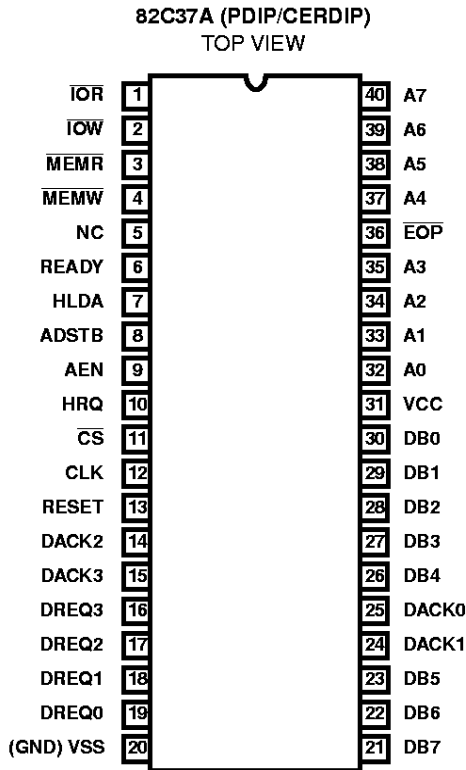 82C37A (PDIP/CERDIP)
TOP VIEW
IOR 1 40 A7
IOW 2 39 A6
MEMR 3 38 A5
MEMW 4 37 A4
NC 5 36 EOP
READY 6 35 A3
HLDA 7 34 A2
ADSTB 8 33 A1
AEN 9 32 A0
HRQ 10 31 VCC
CS 11 30 DB0
CLK 12 29 DB1
RESET 13 28 DB2
DACK2 14 27 DB3
DACK3 15 26 DB4
DREQ3 16 25 DACK0
DREQ2 17 24 DACK1
DREQ1 18 23 DB5
DREQ0 19 22 DB6
(GND) VSS 20 21 DB7